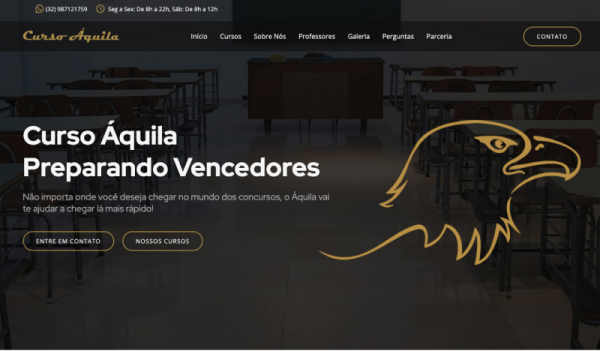 (32) 987121759 Seg a Sex: De 8h a 22h, Sáb: De 8h a 12h
Curso Áquila Início Cursos Sobre Nós Professores Galeria Perguntas Parceria CONTATO
Curso Áquila
Preparando Vencedores
Não importa onde você deseja chegar no mundo dos concursos, o Áquila vai
te ajudar a chegar lá mais rápido!
ENTRE EM CONTATO NOSSOS CURSOS